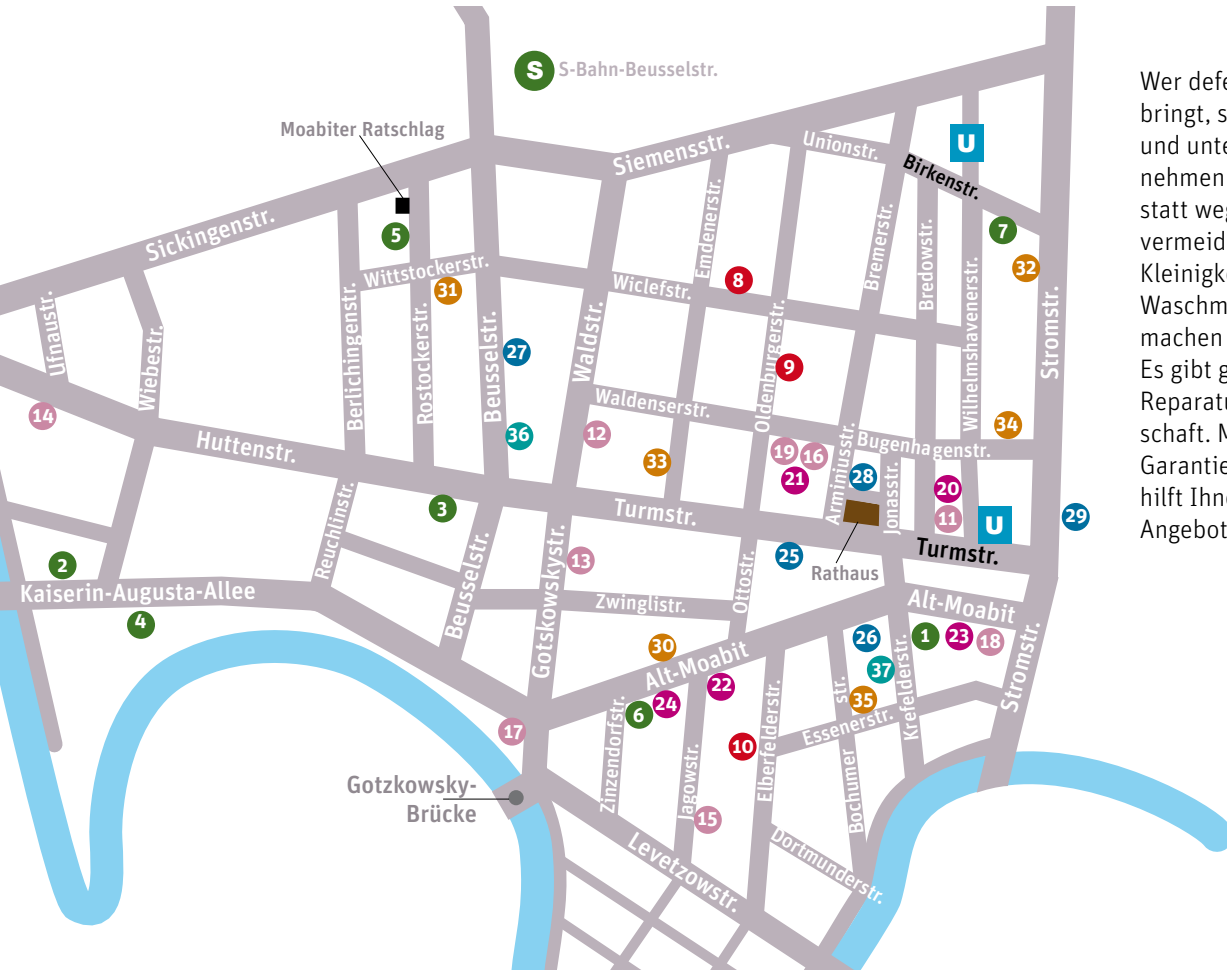 S
S-Bahn-Beusselstr.
Moabiter Ratschlag
Siemensstr.
Unionstr.
U
Birkenstr.
Sickingenstr.
5
7
Wittstockerstr.
31
Wiclefstr.
Emdenerstr.
8
Bremerstr.
Bredowstr.
32
Ufnaustr.
Wiebestr.
Berlichingenstr.
Rostockerstr.
Beusselstr.
27
Waldstr.
Oldenburgerstr.
9
Wilhelmshavenerstr.
Stromstr.
14
Waldenserstr.
34
Huttenstr.
36
12
33
19
16
21
Arminiusstr.
Bugenhagenstr.
28
Jonasstr.
20
11
U
29
3
Turmstr.
Turmstr.
Reuchlinstr.
Beusselstr.
Gotskowskystr.
13
Ottostr.
25
Rathaus
2
Kaiserin-Augusta-Allee
4
Zwinglistr.
Alt-Moabit
30
Alt-Moabit
26
1
23
18
37
35
Krefelderstr.
Stromstr.
22
24
6
17
Zinzendorfstr.
Jagowstr.
10
Elberfelderstr.
Essenerstr.
Bochumer
str.
Gotzkowsky-
Brücke
15
Levetzowstr.
Dortmunderstr.
Wer defe
bringt, s
und unte
nehmen
statt weg
vermeid
Kleinigke
Waschm
machen
Es gibt g
Reparatu
schaft. M
Garantie
hilft Ihne
Angebot